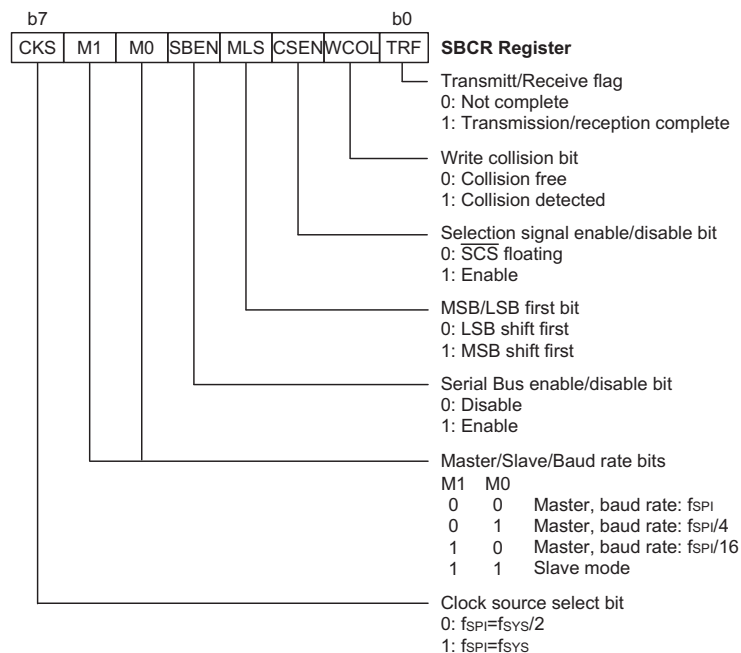 b7 b0
CKS M1 M0 SBEN MLS CSEN WCOL TRF SBCR Register
Transmitt/Receive flag
0: Not complete
1: Transmission/reception complete
Write collision bit
0: Collision free
1: Collision detected
Selection signal enable/disable bit
0: SCS floating
1: Enable
MSB/LSB first bit
0: LSB shift first
1: MSB shift first
Serial Bus enable/disable bit
0: Disable
1: Enable
Master/Slave/Baud rate bits
M1 M0
0 0 Master, baud rate: fSPI
0 1 Master, baud rate: fSPI/4
1 0 Master, baud rate: fSPI/16
1 1 Slave mode
Clock source select bit
0: fSPI=fSYS/2
1: fSPI=fSYS